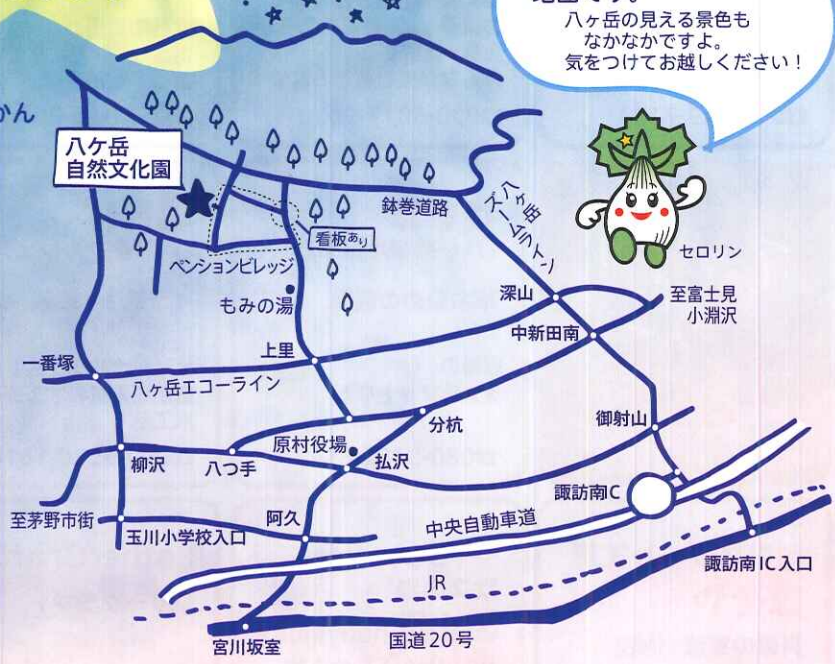 八ヶ岳の見える景色も
なかなかですよ。
気をつけてお越しください！
かん
八ケ岳
自然文化園
鉢巻道路
八ヶ岳
ズームライン
看板あり
セロリン
ペンションビレッジ
もみの湯
深山
至富士見
小淵沢
中新田南
一番塚
上里
八ヶ岳エコーライン
分杭
御射山
原村役場
柳沢
八つ手
払沢
諏訪南IC
至茅野市街
阿久
中央自動車道
玉川小学校入口
諏訪南IC入口
JR
宮川坂室
国道20号